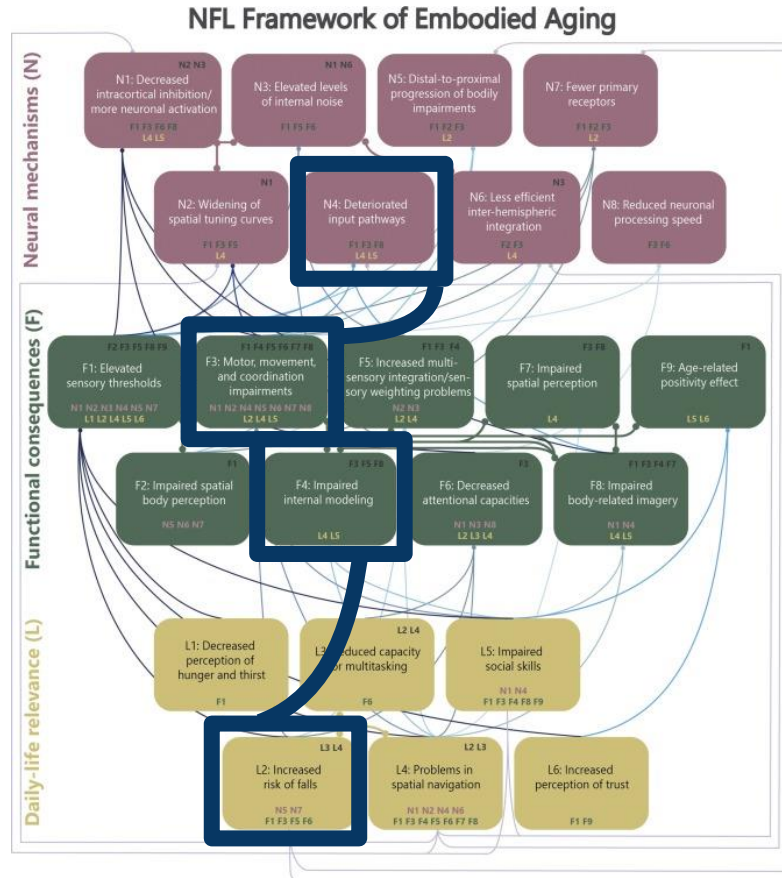 NFL Framework of Embodied Aging
Neural mechanisms (N)
N2 N3
N1: Decreased
intracortical inhibition/
more neuronal activation
F1 F3 F6 F8
L4 L5
N1 N6
N3: Elevated levels
of internal noise
F1 F5 F6
N5: Distal-to-proximal
progression of bodily
impairments
F1 F2 F3
L2
N7: Fewer primary
receptors
F1 F2 F3
L2
N1
N2: Widening of
spatial tuning curves
F1 F3 F5
L4
N4: Deteriorated
input pathways
F1 F3 F8
L4 L5
N3
N6: Less efficient
inter-hemispheric
integration
F2 F3
L4
N8: Reduced neuronal
processing speed
F3 F6
Functional consequences (F)
F2 F3 F5 F8 F9
F1: Elevated
sensory thresholds
N1 N2 N3 N4 N5 N7
L1 L2 L4 L5 L6
F1 F4 F5 F6 F7 F8
F3: Motor, movement,
and coordination
impairments
N1 N2 N4 N5 N6 N7 N8
L2 L4 L5
F1 F3 F4
F5: Increased multi-
sensory integration/sen-
sory weighting problems
N2 N3
L2 L4
F3 F8
F7: Impaired
spatial perception
L4
F1
F9: Age-related
positivity effect
L5 L6
F1
F2: Impaired spatial
body perception
N5 N6 N7
F3 F5 F8
F4: Impaired
internal modeling
L4 L5
F3
F6: Decreased
attentional capacities
N1 N3 N8
L2 L3 L4
F1 F3 F4 F7
F8: Impaired
body-related imagery
N1 N4
L4 L5
Daily-life relevance (L)
L1: Decreased
perception of
hunger and thirst
F1
L2 L4
educed capacity
r multitasking
F6
L5: Impaired
social skills
N1 N4
F1 F3 F4 F8 F9
L3 L4
L2: Increased
risk of falls
N5 N7
F1 F3 F5 F6
L2 L3
L4: Problems in
spatial navigation
N1 N2 N4 N6
F1 F3 F4 F5 F6 F7 F8
L6: Increased
perception of trust
F1 F9